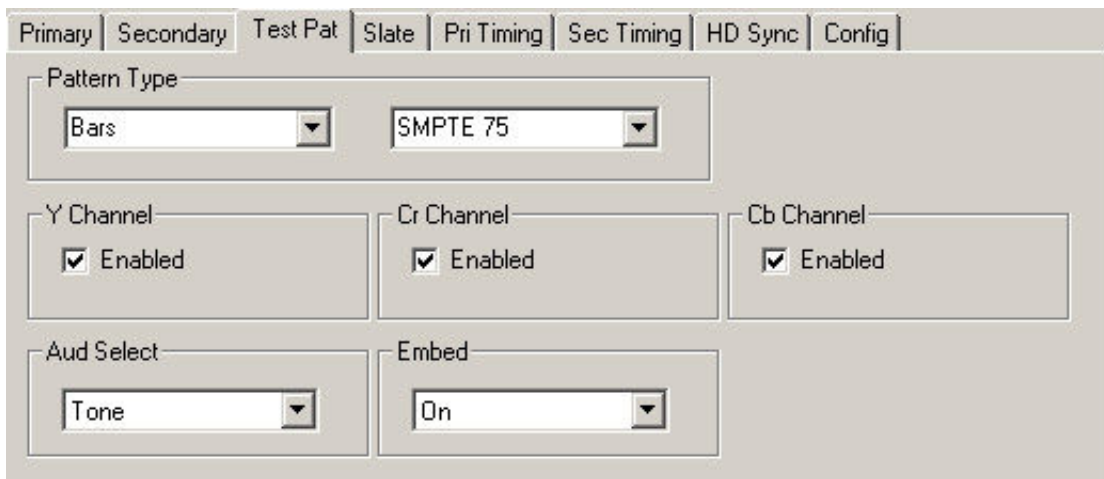 Primary Secondary Test Pat Slate Pri Timing Sec Timing HD Sync Config
Pattern Type
Bars SMPTE 75
Y Channel Cr Channel Cb Channel
Enabled Enabled Enabled
Aud Select Embed
Tone On